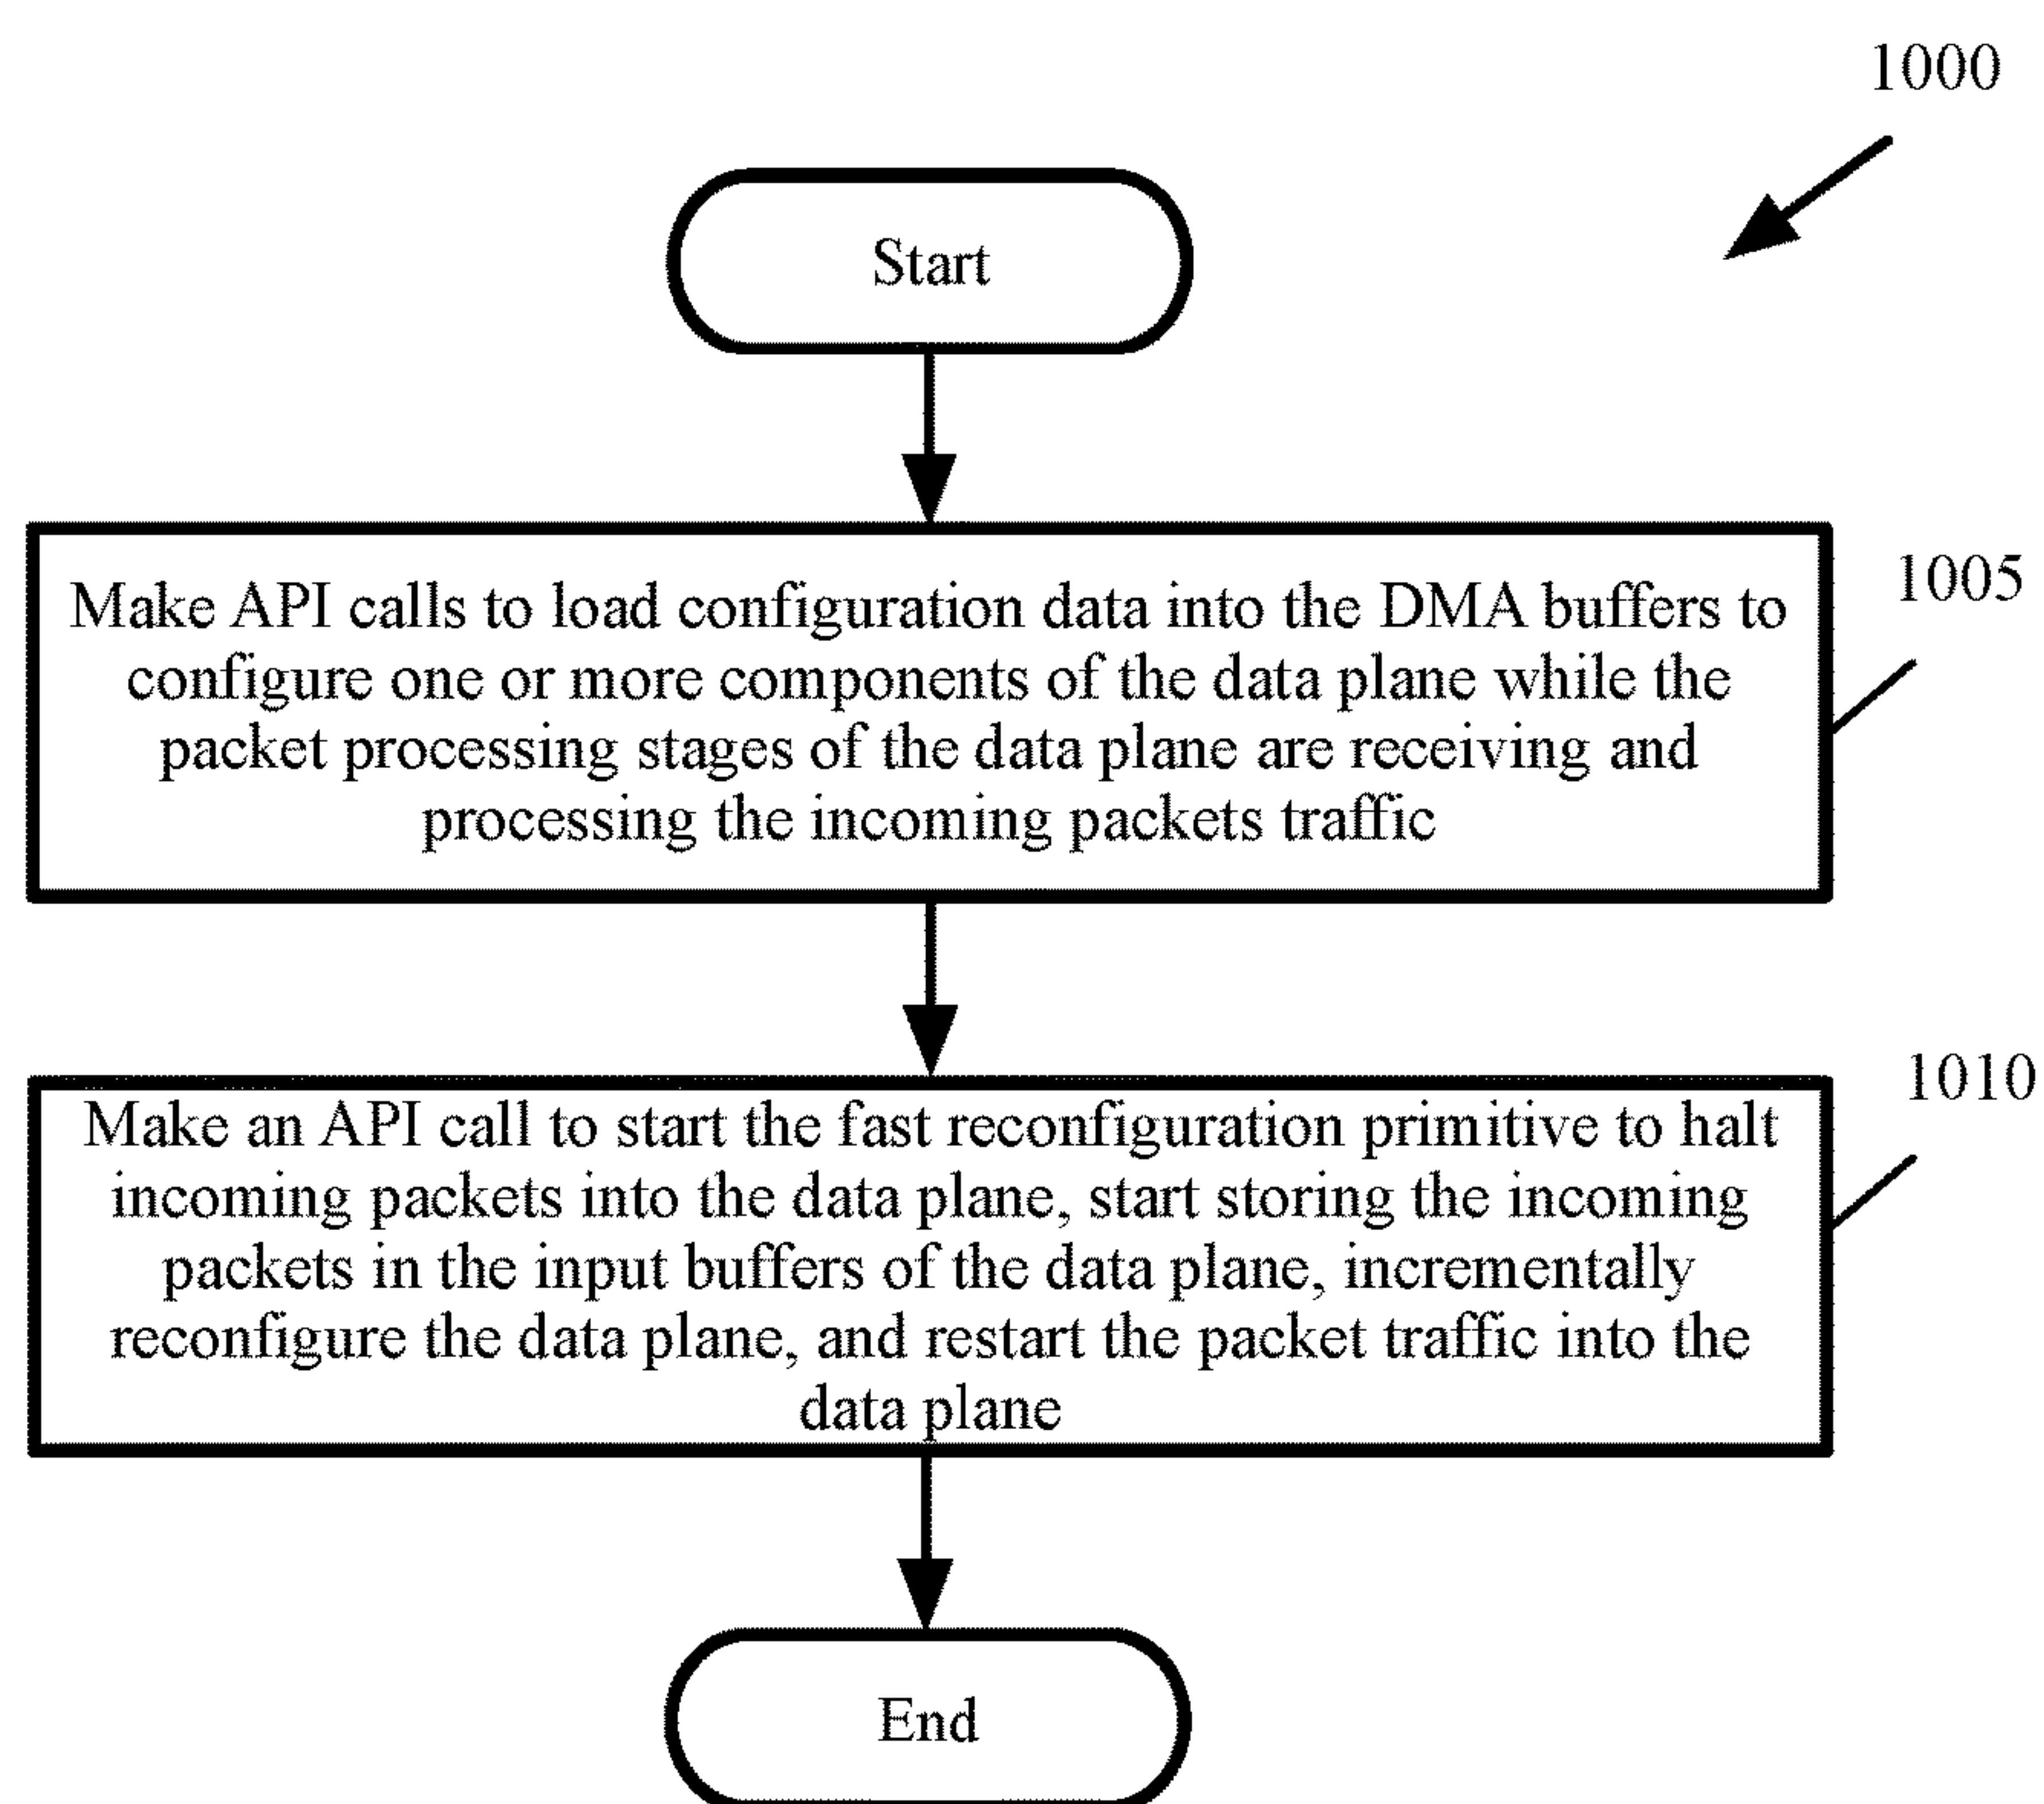 1000
Start
Make API calls to load configuration data into the DMA buffers to
configure one or more components of the data plane while the
packet processing stages of the data plane are receiving and
processing the incoming packets traffic
1005
Make an API call to start the fast reconfiguration primitive to halt
incoming packets into the data plane, start storing the incoming
packets in the input buffers of the data plane, incrementally
reconfigure the data plane, and restart the packet traffic into the
data plane
1010
End